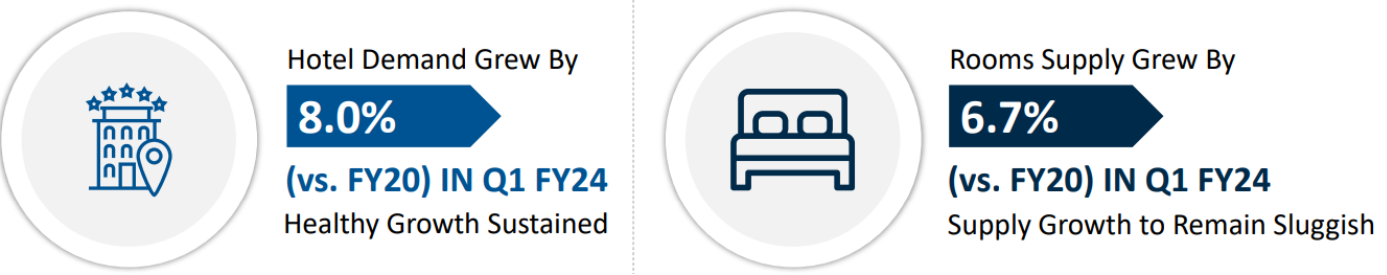 Hotel Demand Grew By
8.0%
(vs. FY20) IN Q1 FY24
Healthy Growth Sustained
Rooms Supply Grew By
6.7%
(vs. FY20) IN Q1 FY24
Supply Growth to Remain Sluggish